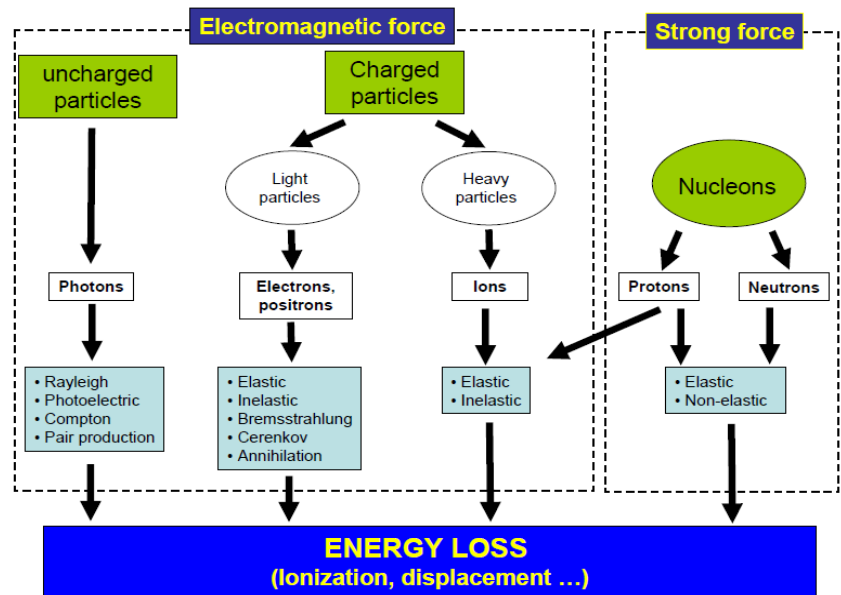 Electromagnetic force
Strong force
uncharged
particles
Charged
particles
Light
particles
Heavy
particles
Nucleons
Photons
Electrons,
positrons
Ions
Protons
Neutrons
• Rayleigh
• Photoelectric
• Compton
• Pair production
• Elastic
• Inelastic
• Bremsstrahlung
• Cerenkov
• Annihilation
• Elastic
• Inelastic
• Elastic
• Non-elastic
ENERGY LOSS
(Ionization, displacement ...)